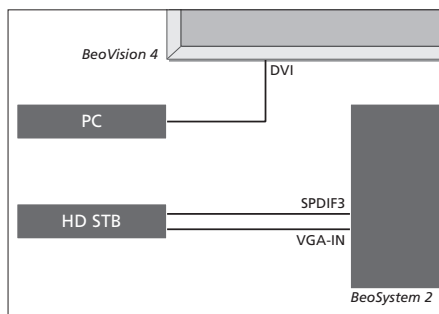 BeoVision 4
DVI
PC
SPDIF3
HD STB
VGA-IN
BeoSystem 2